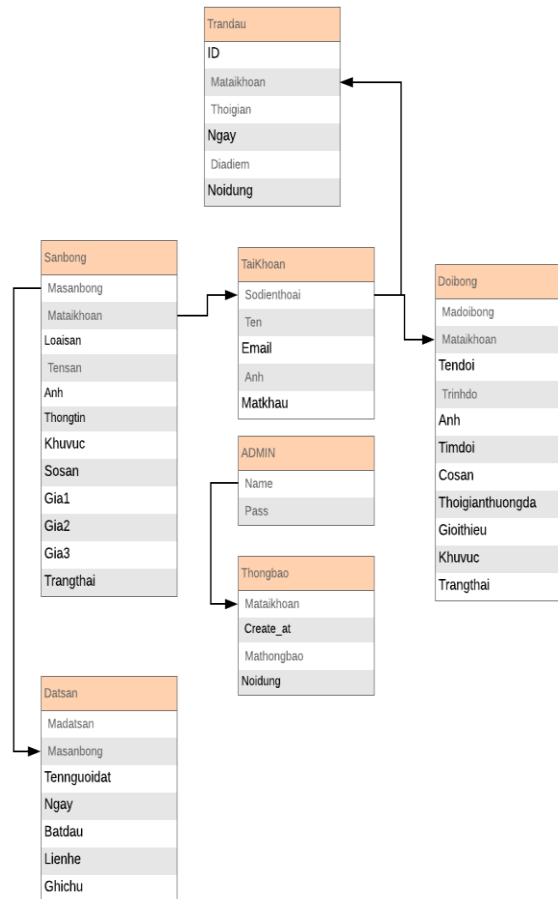 Trandau
ID
Mataikhoan
Thoigian
Ngay
Diadiem
Noidung
Sanbong
Masanbong
Mataikhoan
Loaisan
Tensan
Anh
Thongtin
Khuvuc
Sosan
Gia1
Gia2
Gia3
Trangthai
TaiKhoan
Sodienthoai
Ten
Email
Anh
Matkhau
Doibong
Madoibong
Mataikhoan
Tendoi
Trinhdo
Anh
Timdoi
Cosan
Thoigianthuongda
Gioithieu
Khuvuc
Trangthai
ADMIN
Name
Pass
Thongbao
Mataikhoan
Create_at
Mathongbao
Noidung
Datsan
Madatsan
Masanbong
Tennguoidat
Ngay
Batdau
Lienhe
Ghichu